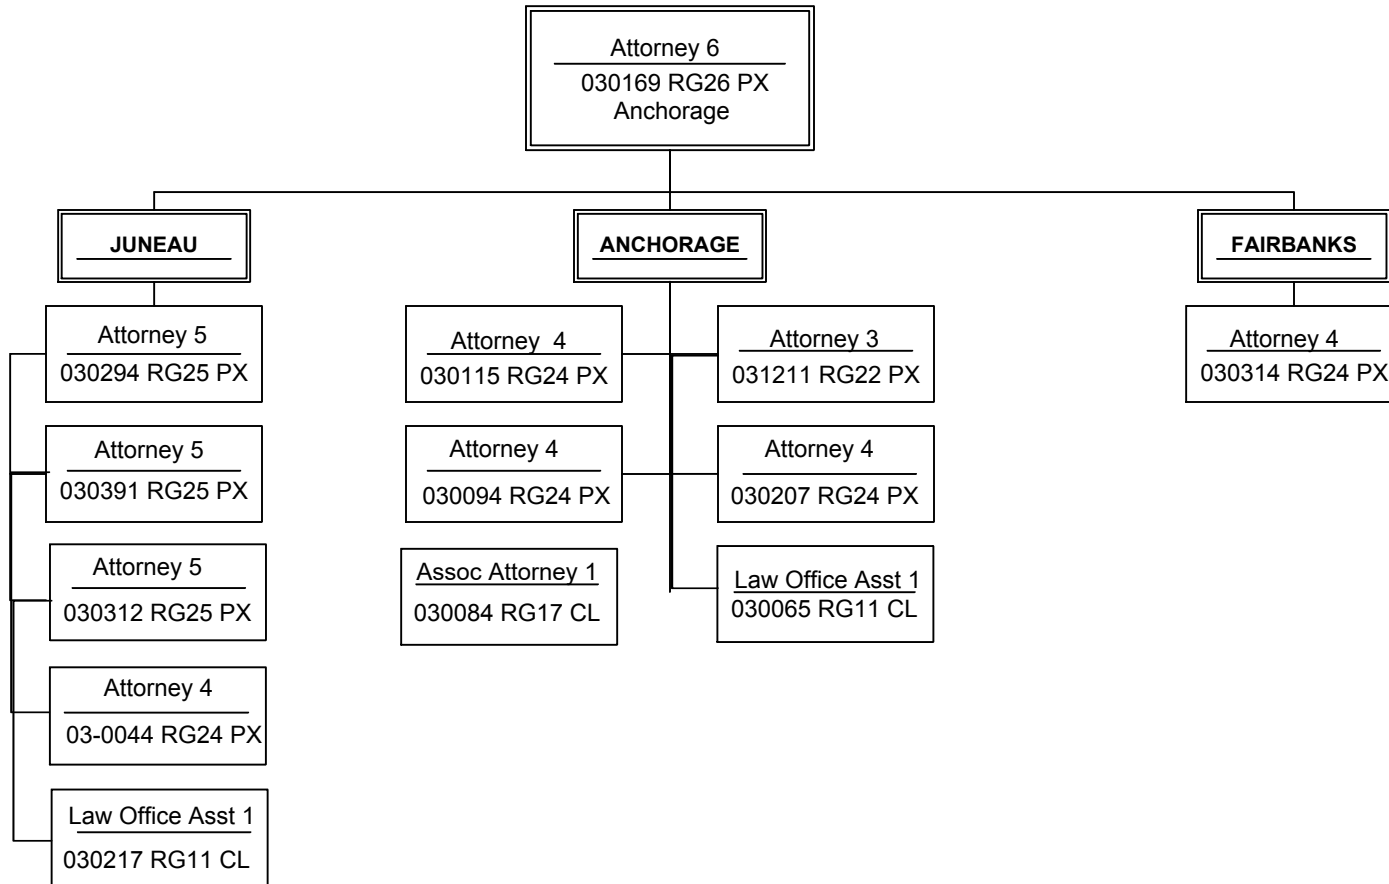 Attorney 6
030169 RG26 PX
Anchorage
JUNEAU
ANCHORAGE
FAIRBANKS
Attorney 5
030294 RG25 PX
Attorney 5
030391 RG25 PX
Attorney 5
030312 RG25 PX
Attorney 4
03-0044 RG24 PX
Law Office Asst 1
030217 RG11 CL
Attorney 4
030115 RG24 PX
Attorney 3
031211 RG22 PX
Attorney 4
030094 RG24 PX
Attorney 4
030207 RG24 PX
Assoc Attorney 1
030084 RG17 CL
Law Office Asst 1
030065 RG11 CL
Attorney 4
030314 RG24 PX